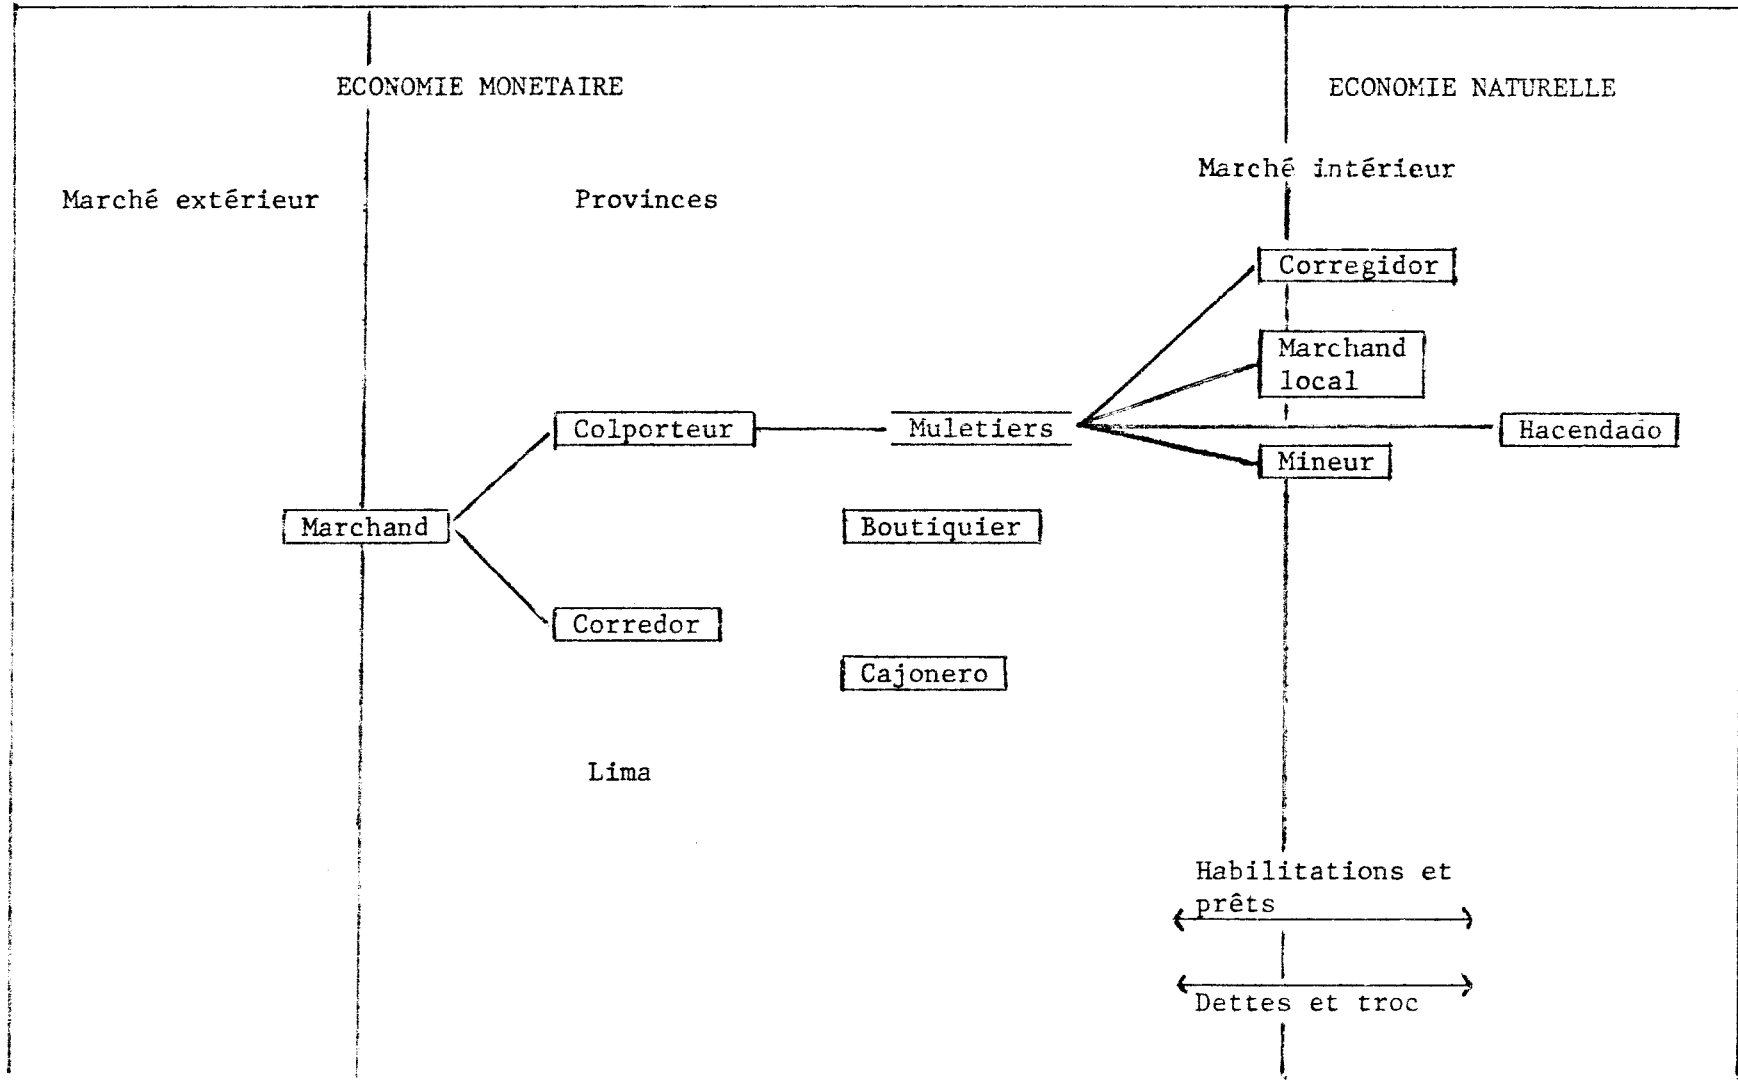 ECONOMIE MONETAIRE
ECONOMIE NATURELLE
Marché intérieur
Marché extérieur
Provinces
Corregidor
Marchand
local
Colporteur
Muletiers
Hacendado
Mineur
Marchand
Boutiquier
Corredor
Cajonero
Lima
Habilitations et
prêts
Dettes et troc